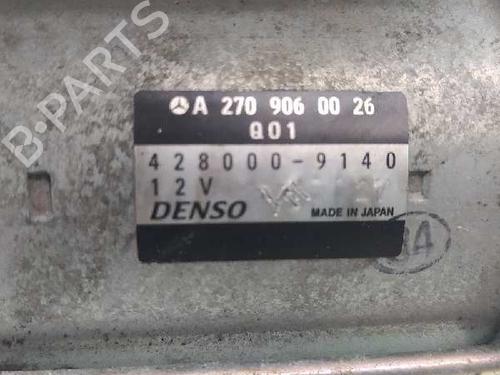 A 270 906 00 26
Q01
428000-9140
12V
DENSO MADE IN JAPAN
B-PARTS